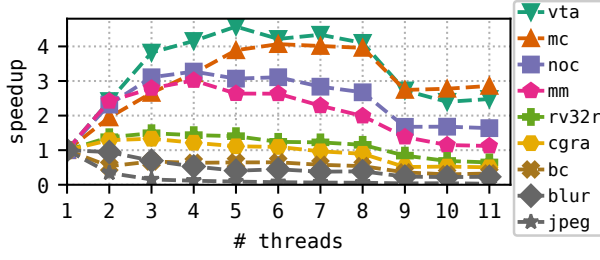 speedup
4
3
2
1
0
1 2 3 4 5 6 7 8 9 10 11
# threads
vta
mc
noc
mm
rv32r
cgra
bc
blur
jpeg